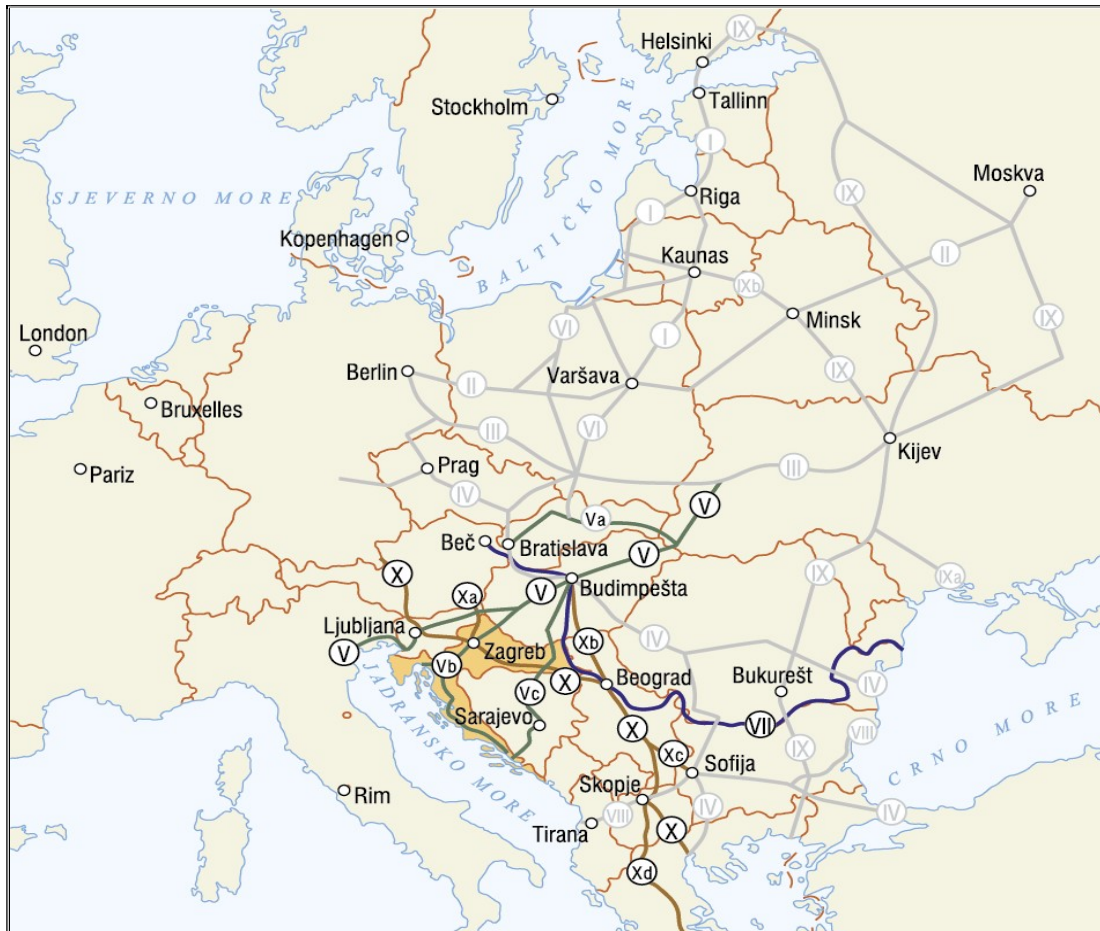 IX
Helsinki
Stockholm
Tallinn
BALTIČKO MORE
I
Moskva
IX
SJEVERNO MORE
Riga
I
Kopenhagen
Kaunas
II
IXb
Minsk
London
VI
I
IX
IX
Berlin
II
Varšava
Bruxelles
III
VI
Kijev
Pariz
Prag
III
IV
V
Va
Beč
Bratislava
V
X
Budimpešta
IX
IXa
Xa
V
Ljubljana
Xb
IV
V
Zagreb
Vb
X
Beograd
Bukurešt
IV
Vc
JADRANSKO MORE
Sarajevo
X
VII
VIII
CRNO MORE
Xc
Sofija
IX
Rim
Skopje
VIII
IV
IV
Tirana
X
Xd